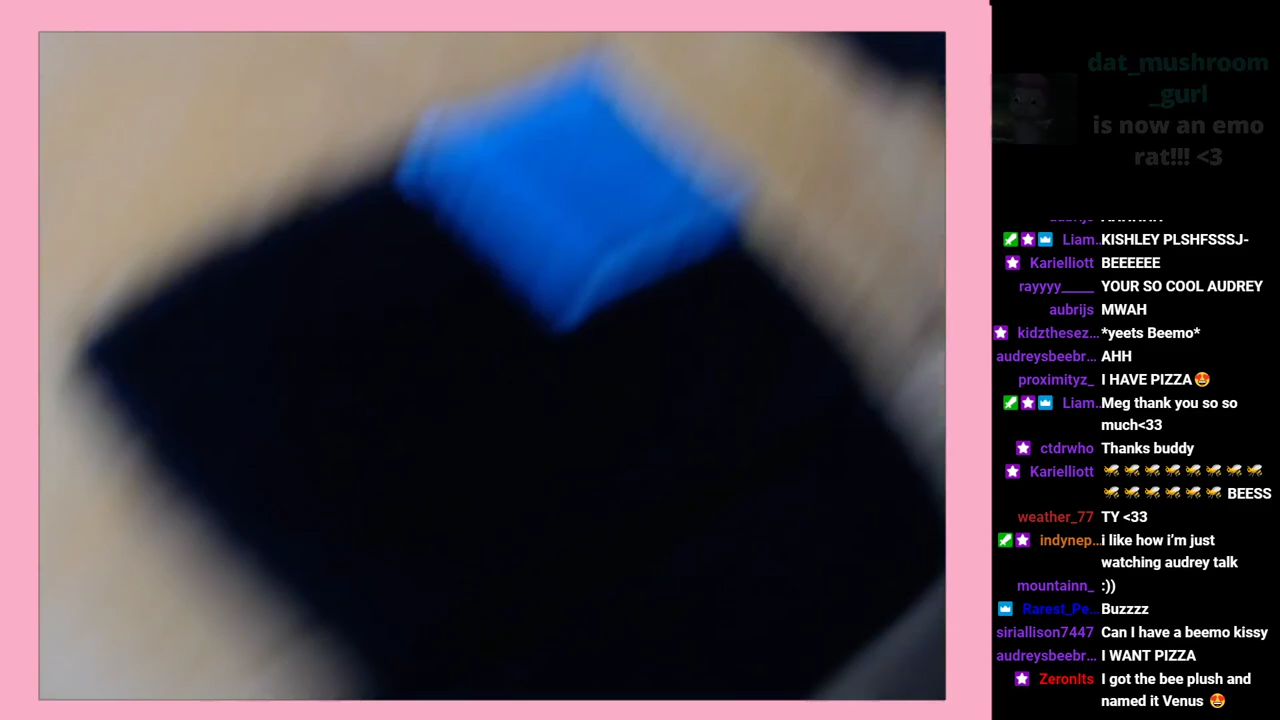 dat_mushroom
_gurl
is now an emo
rat!!! <3
Liam.. KISHLEY PLSHFSSSJ-
Karielliott BEEEEEE
rayyyy_____ YOUR SO COOL AUDREY
aubrijs MWAH
kidzthesez... *yeets Beemo*
audreysbeebr... AHH
proximityz_ I HAVE PIZZA😍
Liam.. Meg thank you so so
much<33
ctdrwho Thanks buddy
Karielliott 🐝🐝🐝🐝🐝🐝🐝🐝
🐝🐝🐝🐝🐝🐝 BEESS
weather_77 TY <33
indynep... i like how i'm just
watching audrey talk
mountainn_ :))
Rarest_Pe... Buzzzz
siriallison7447 Can I have a beemo kissy
audreysbeebr... I WANT PIZZA
ZeronIts I got the bee plush and
named it Venus 😍